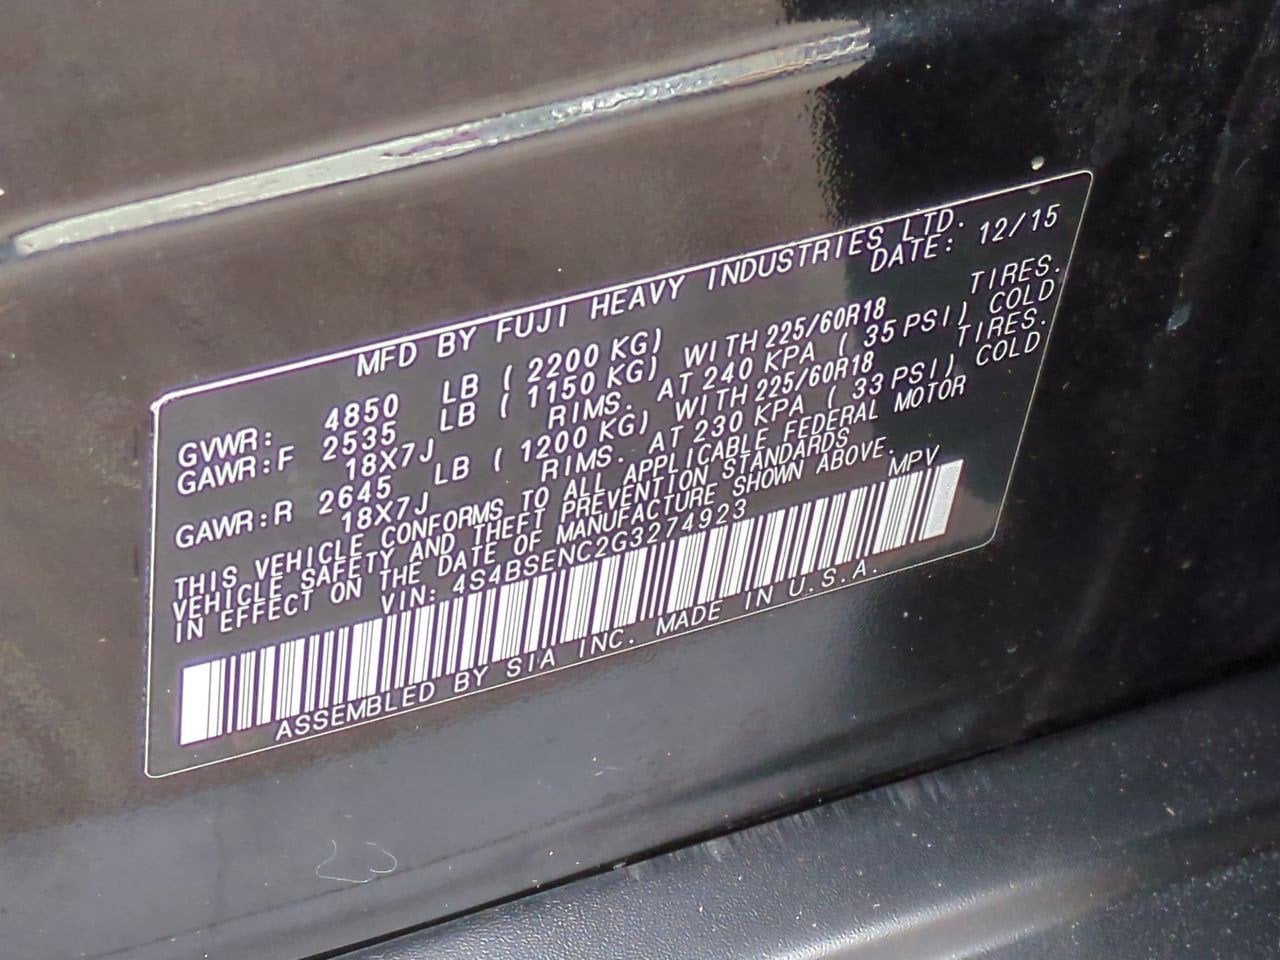 MFD BY FUJI HEAVY INDUSTRIES LTD.
DATE: 12/15
GVWR: 4850 LB ( 2200 KG)
GAWR:F 2535 LB ( 1150 KG) WITH 225/60R18 TIRES.
18X7J RIMS. AT 240 KPA ( 35 PSI) COLD
GAWR:R 2645 LB ( 1200 KG) WITH 225/60R18 TIRES.
18X7J RIMS. AT 230 KPA ( 33 PSI) COLD
THIS VEHICLE CONFORMS TO ALL APPLICABLE FEDERAL MOTOR
VEHICLE SAFETY AND THEFT PREVENTION STANDARDS
IN EFFECT ON THE DATE OF MANUFACTURE SHOWN ABOVE.
VIN: 4S4BSENC2G3274923 MPV
ASSEMBLED BY SIA INC. MADE IN U.S.A.